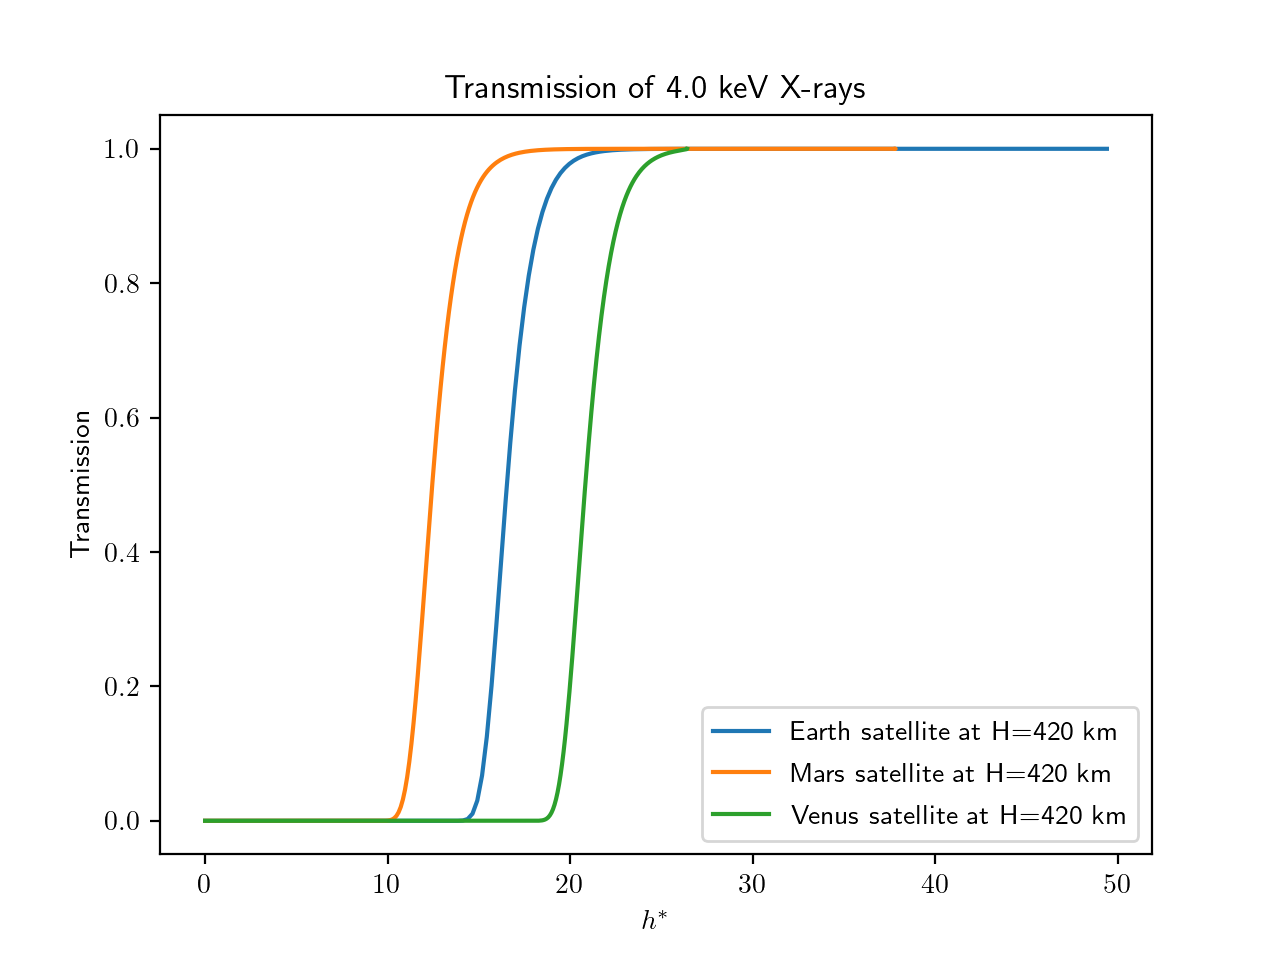 Transmission of 4.0 keV X-rays
1.0
0.8
0.6
0.4
0.2
0.0
Transmission
Earth satellite at H=420 km
Mars satellite at H=420 km
Venus satellite at H=420 km
0 10 20 30 40 50
h*